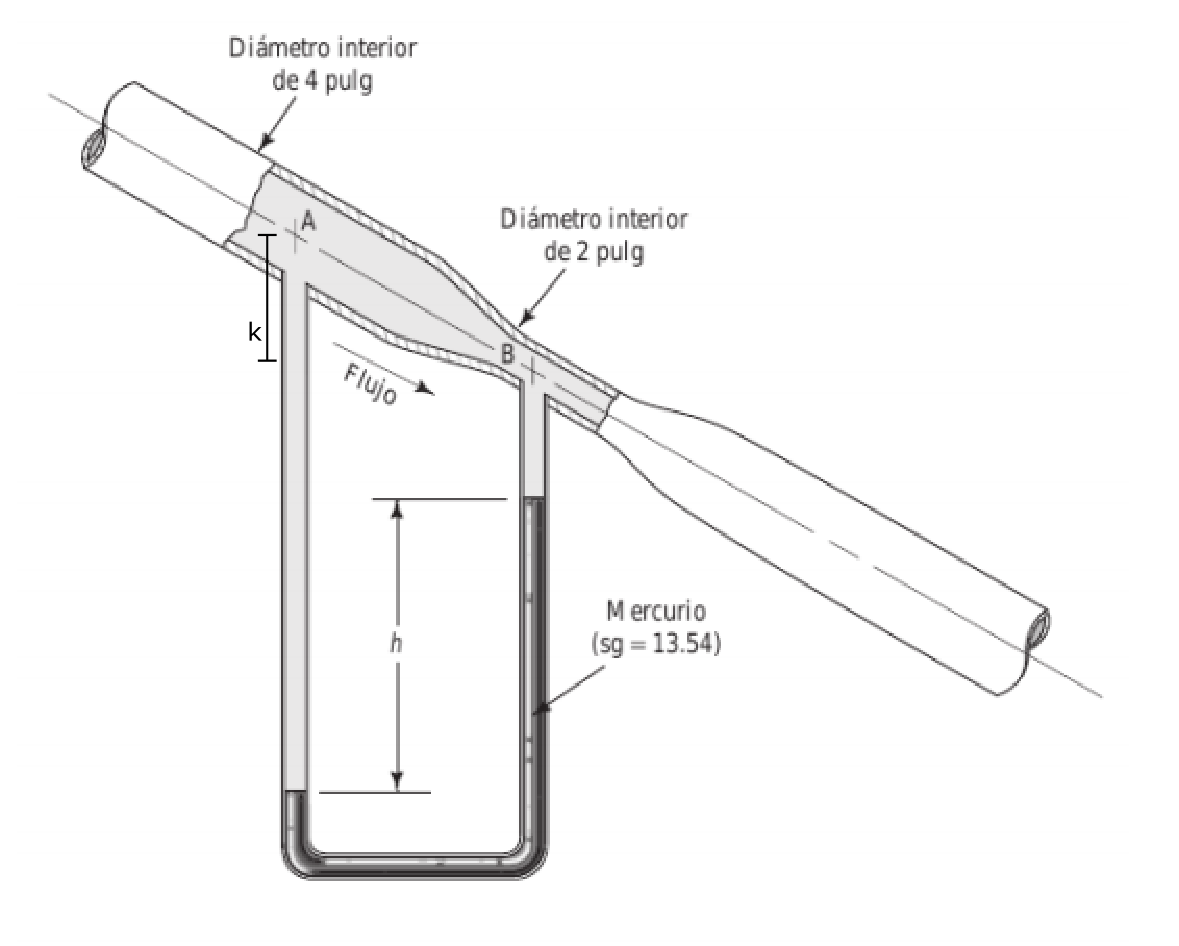 Diámetro interior
de 4 pulg
A
Diámetro interior
de 2 pulg
k
B
Flujo
h
Mercurio
(sg = 13.54)